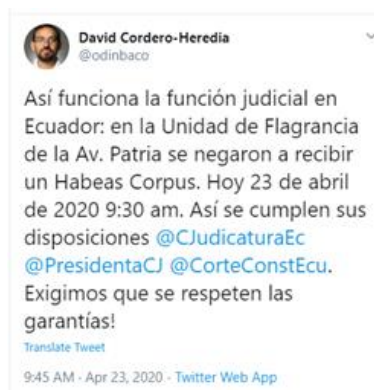 David Cordero-Heredia
@odinbaco
Así funciona la función judicial en
Ecuador: en la Unidad de Flagrancia
de la Av. Patria se negaron a recibir
un Habeas Corpus. Hoy 23 de abril
de 2020 9:30 am. Así se cumplen sus
disposiciones @CJudicaturaEc
@PresidentaCJ @CorteConstEcu.
Exigimos que se respeten las
garantías!
Translate Tweet
9:45 AM · Apr 23, 2020 · Twitter Web App